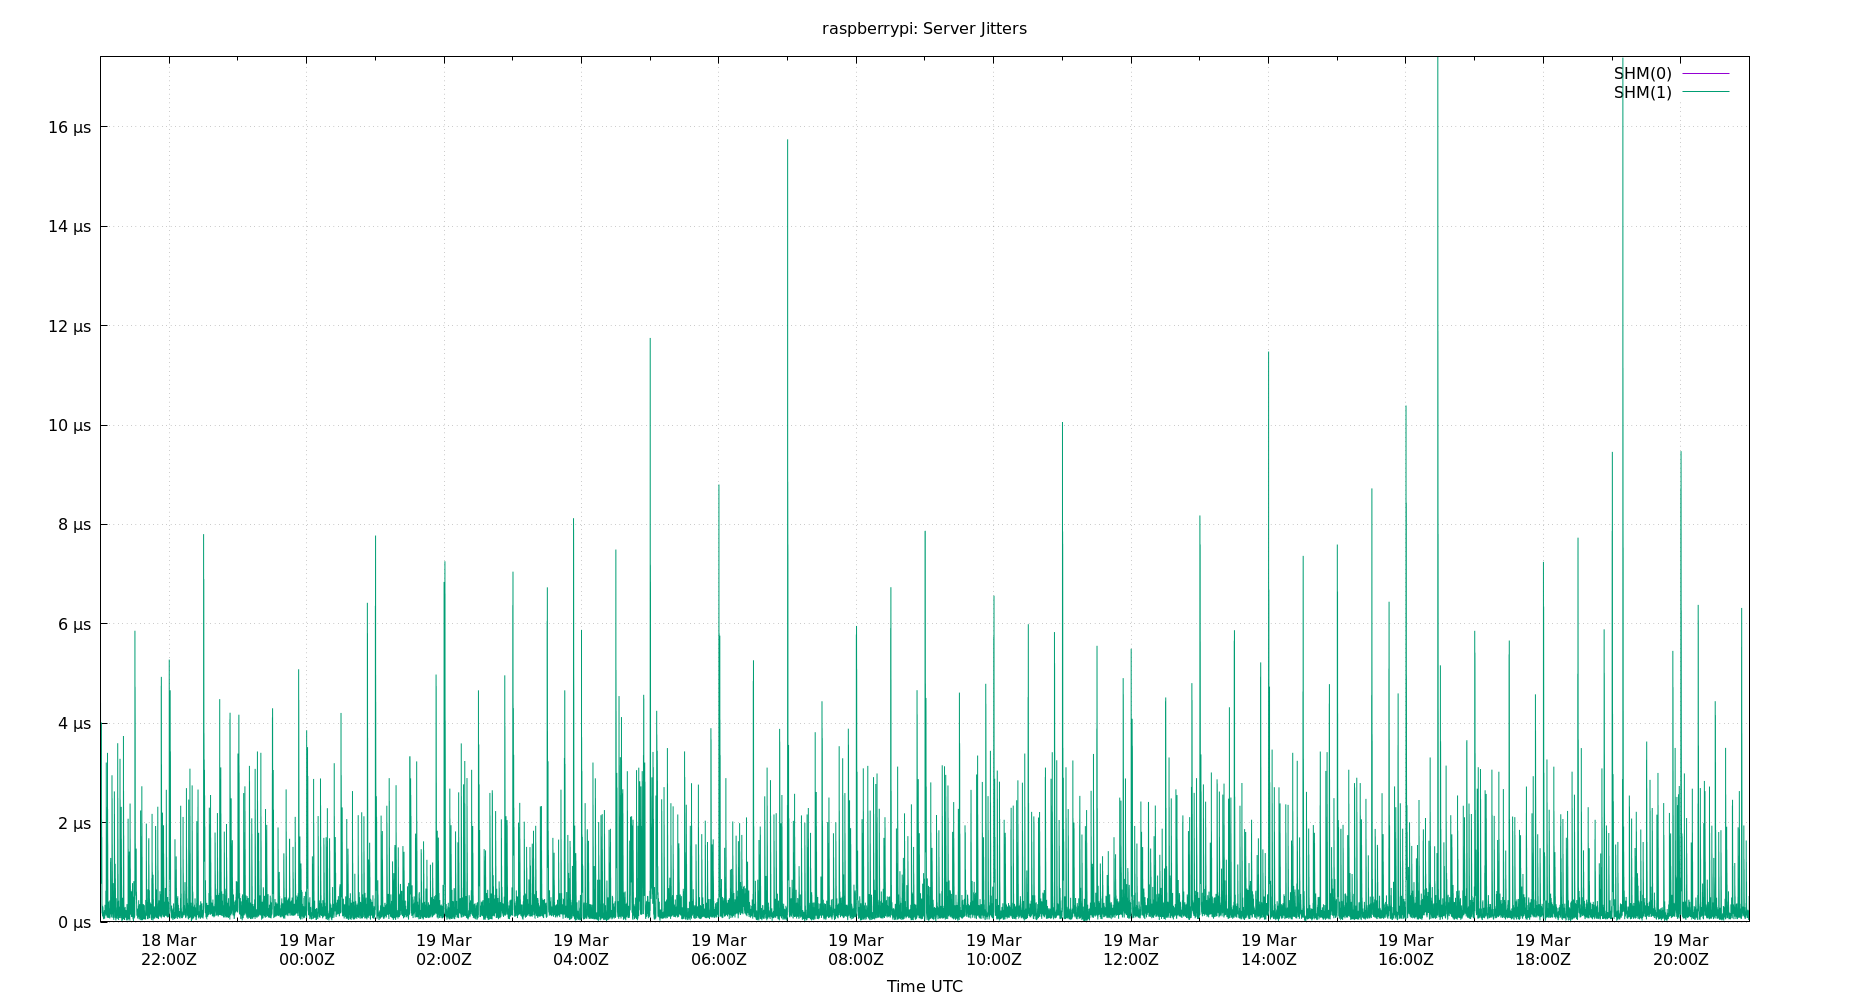 raspberrypi: Server Jitters
SHM(0)
SHM(1)
16 μs
14 μs
12 μs
10 μs
8 μs
6 μs
4 μs
2 μs
0 μs
18 Mar 19 Mar 19 Mar 19 Mar 19 Mar 19 Mar 19 Mar 19 Mar 19 Mar 19 Mar 19 Mar 19 Mar
22:00Z 00:00Z 02:00Z 04:00Z 06:00Z 08:00Z 10:00Z 12:00Z 14:00Z 16:00Z 18:00Z 20:00Z
Time UTC